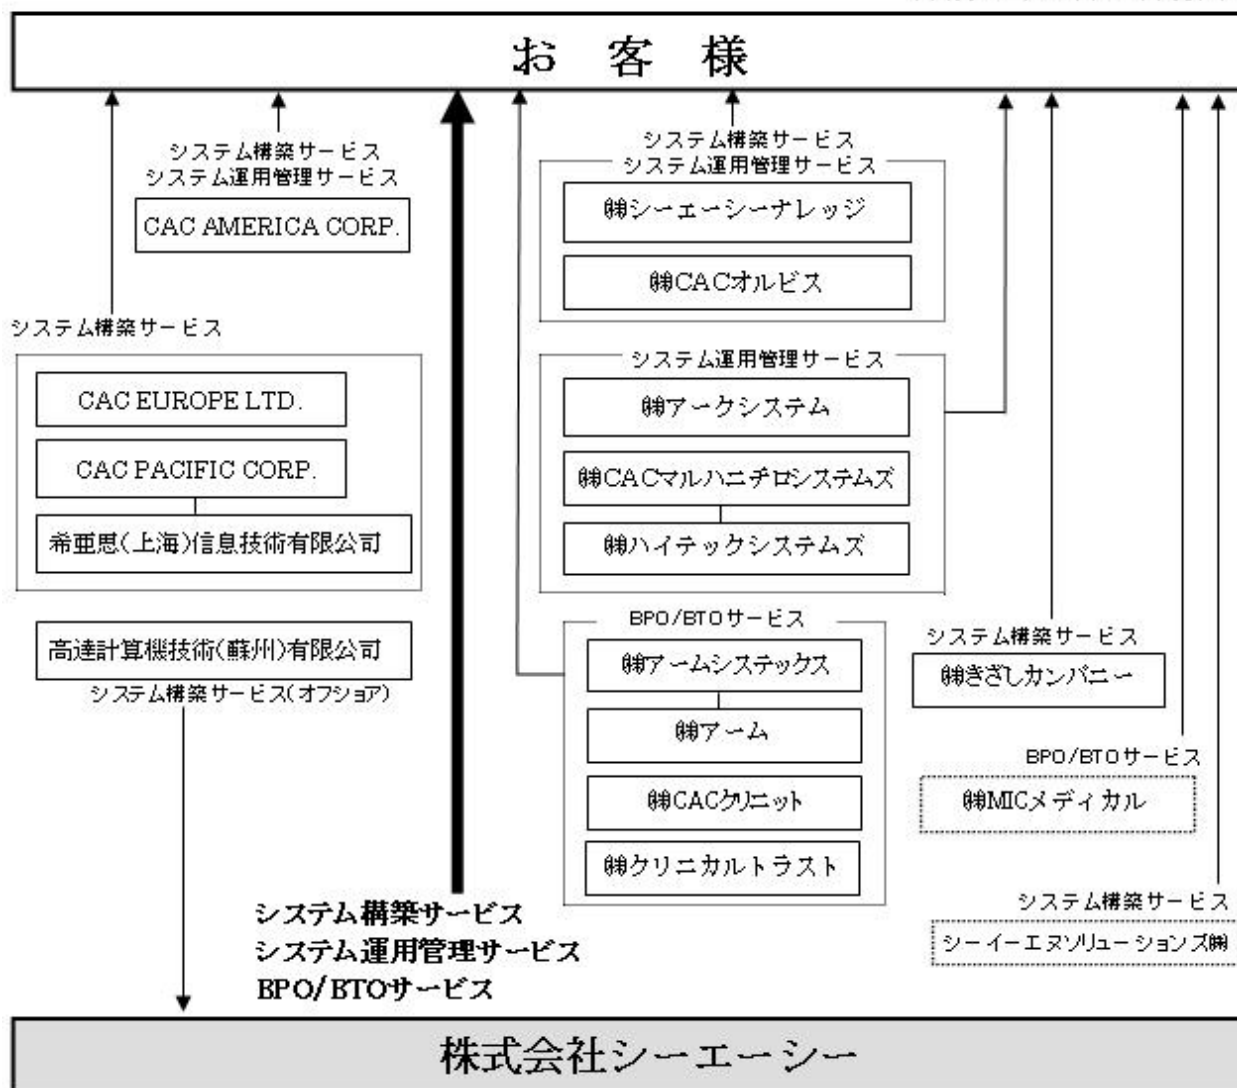 お 客 様
システム構築サービス
システム運用管理サービス
CAC AMERICA CORP.
システム構築サービス
CAC EUROPE LTD.
CAC PACIFIC CORP.
希亜思(上海)信息技術有限公司
高達計算機技術(蘇州)有限公司
システム構築サービス(オフショア)
システム構築サービス
システム運用管理サービス
BPO/BTOサービス
システム構築サービス
システム運用管理サービス
㈱シーエーシーナレッジ
㈱CACオルビス
システム運用管理サービス
㈱アークシステム
㈱CACマルハニチロシステムズ
㈱ハイテックシステムズ
BPO/BTOサービス
㈱アームシステックス
㈱アーム
㈱CACクリニット
㈱クリニカルトラスト
システム構築サービス
㈱きざしカンパニー
BPO/BTOサービス
㈱MICメディカル
システム構築サービス
シーイーエヌソリューションズ㈱
株式会社シーエーシー